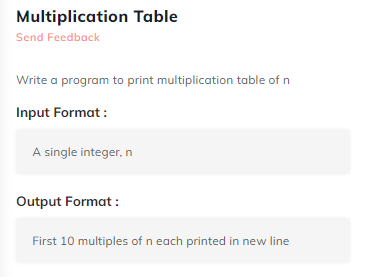 Multiplication Table
Send Feedback
Write a program to print multiplication table of n
Input Format :
A single integer, n
Output Format :
First 10 multiples of n each printed in new line